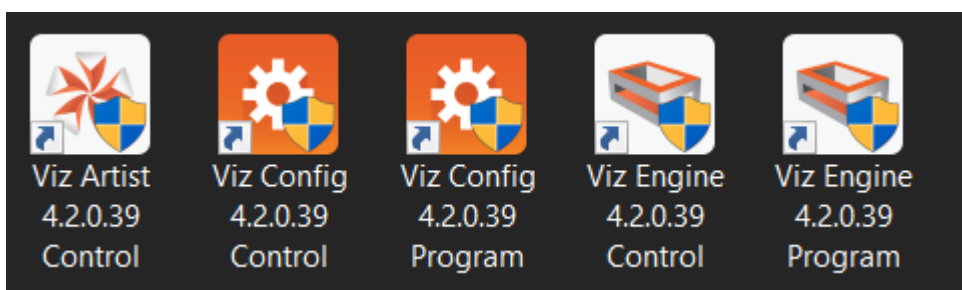 Viz Artist
4.2.0.39
Control
Viz Config
4.2.0.39
Control
Viz Config
4.2.0.39
Program
Viz Engine
4.2.0.39
Control
Viz Engine
4.2.0.39
Program